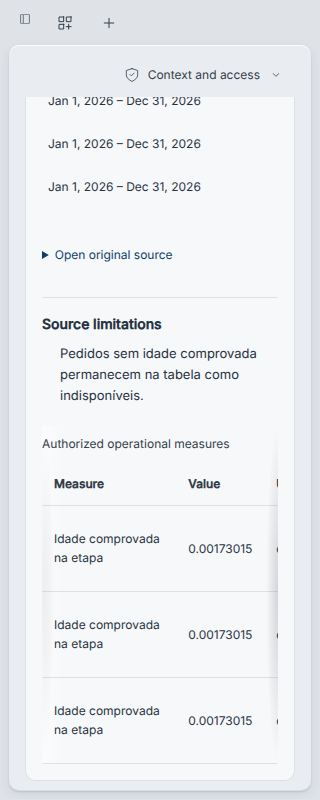 Context and access
Jan 1, 2026 – Dec 31, 2026
Jan 1, 2026 – Dec 31, 2026
Jan 1, 2026 – Dec 31, 2026
Open original source
Source limitations
Pedidos sem idade comprovada
permanecem na tabela como
indisponíveis.
Authorized operational measures
Measure Value
Idade comprovada
na etapa
0.00173015
Idade comprovada
na etapa
0.00173015
Idade comprovada
na etapa
0.00173015